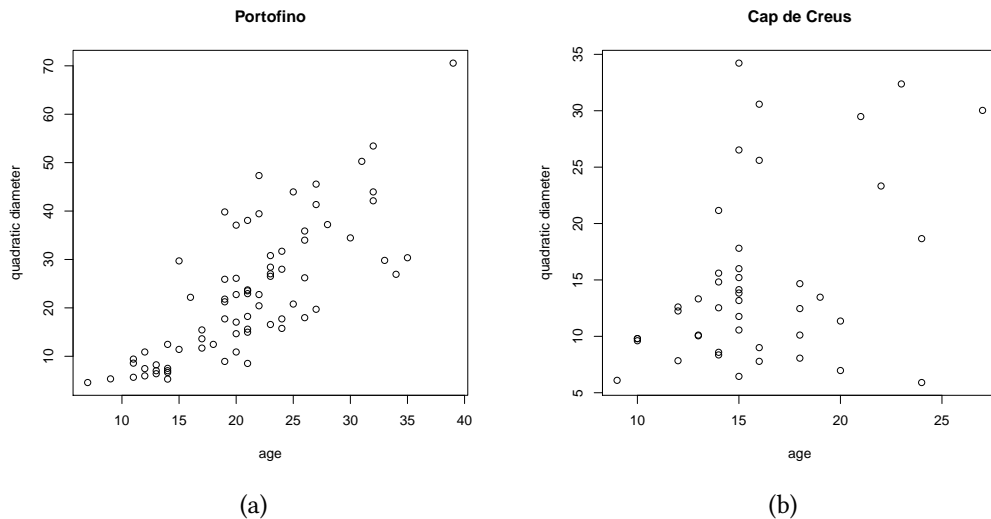 Portofino
quadratic diameter
10 20 30 40 50 60 70
10 15 20 25 30 35 40
age
(a)
Cap de Creus
quadratic diameter
5 10 15 20 25 30 35
10 15 20 25
age
(b)